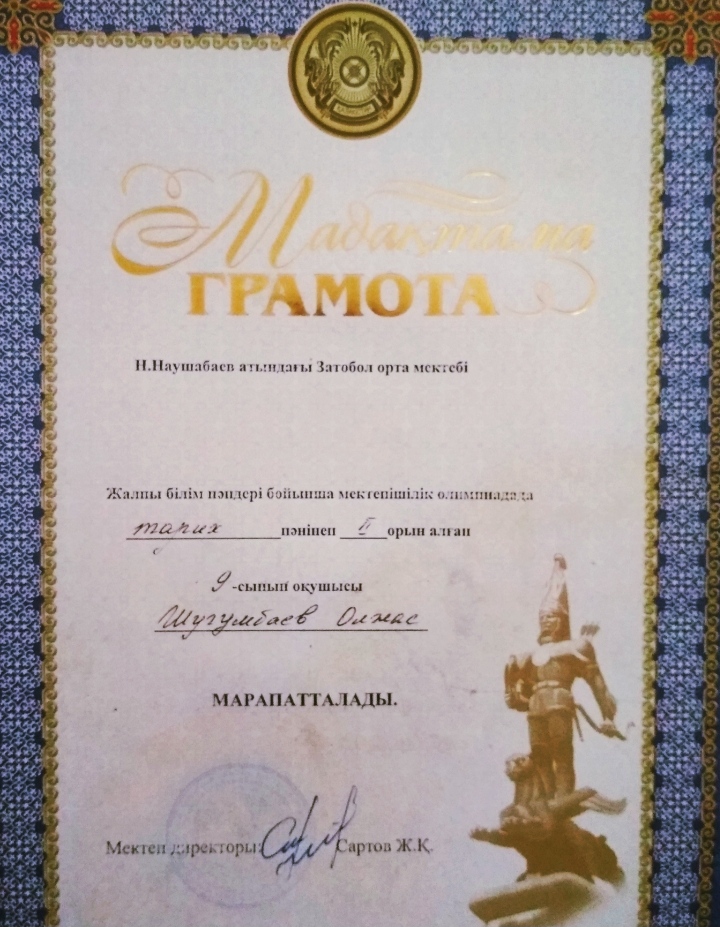 Мадақтама
ГРАМОТА
Н.Наушабаев атындағы Затобол орта мектебі
Жалпы білім пәндері бойынша мектепішілік олимпиадада
тарих пәнінен II орын алған
9 -сынып оқушысы
Шугумбаев Олжас
МАРАПАТТАЛАДЫ.
Мектеп директоры: Сартов Ж.Қ.